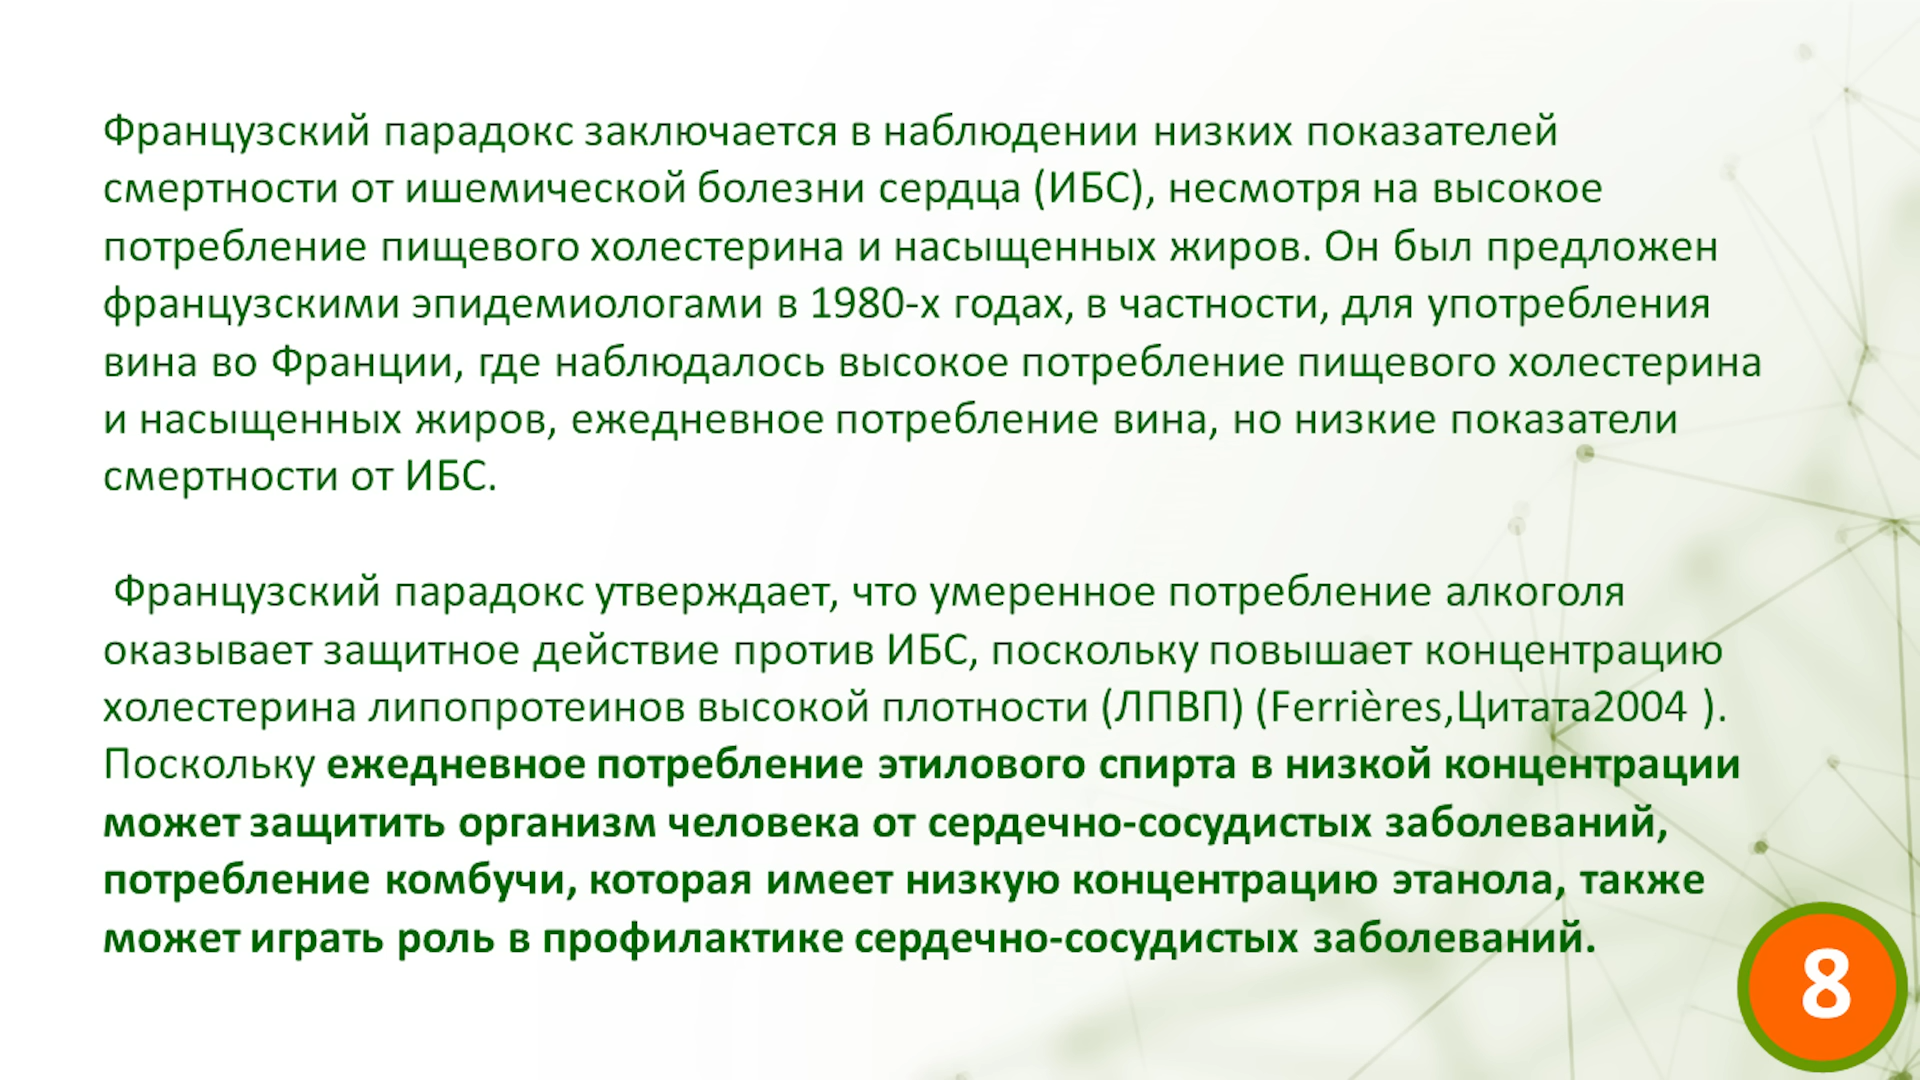 Французский парадокс заключается в наблюдении низких показателей
смертности от ишемической болезни сердца (ИБС), несмотря на высокое
потребление пищевого холестерина и насыщенных жиров. Он был предложен
французскими эпидемиологами в 1980-х годах, в частности, для употребления
вина во Франции, где наблюдалось высокое потребление пищевого холестерина
и насыщенных жиров, ежедневное потребление вина, но низкие показатели
смертности от ИБС.
Французский парадокс утверждает, что умеренное потребление алкоголя
оказывает защитное действие против ИБС, поскольку повышает концентрацию
холестерина липопротеинов высокой плотности (ЛПВП) (Ferrières,Цитата2004 ).
Поскольку ежедневное потребление этилового спирта в низкой концентрации
может защитить организм человека от сердечно-сосудистых заболеваний,
потребление комбучи, которая имеет низкую концентрацию этанола, также
может играть роль в профилактике сердечно-сосудистых заболеваний.
8